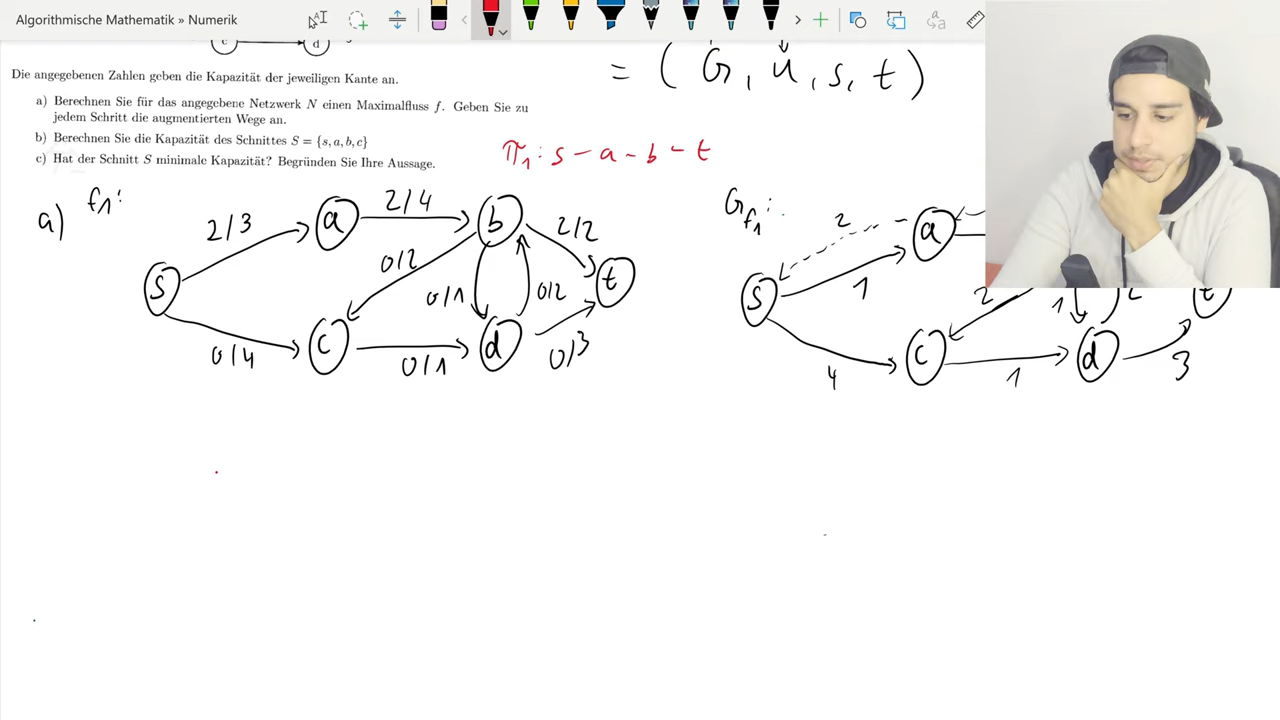 Algorithmische Mathematik » Numerik
c
d
Die angegebenen Zahlen geben die Kapazität der jeweiligen Kante an.
= ( G, u, s, t )
a) Berechnen Sie für das angegebene Netzwerk N einen Maximalfluss f. Geben Sie zu
jedem Schritt die augmentierten Wege an.
b) Berechnen Sie die Kapazität des Schnittes S = {s, a, b, c}
c) Hat der Schnitt S minimale Kapazität? Begründen Sie Ihre Aussage.
π₁: s – a – b – t
a) f₁:
2/3
a
2/4
b
2/2
0/2
s
0/1
0/2
t
0/4
c
0/1
d
0/3
G_f₁:
2
a
s
1
2
1
2
t
4
c
1
d
3